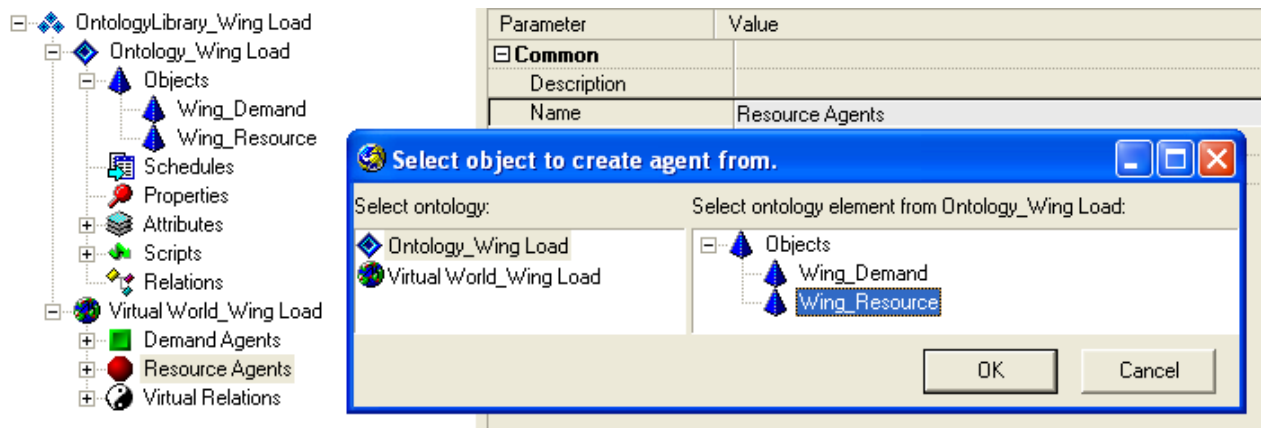 OntologyLibrary_Wing Load
Ontology_Wing Load
Objects
Wing_Demand
Wing_Resource
Schedules
Properties
Attributes
Scripts
Relations
Virtual World_Wing Load
Demand Agents
Resource Agents
Virtual Relations
Parameter Value
Common
Description
Name Resource Agents
Select object to create agent from.
Select ontology: Select ontology element from Ontology_Wing Load:
Ontology_Wing Load
Virtual World_Wing Load
Objects
Wing_Demand
Wing_Resource
OK Cancel